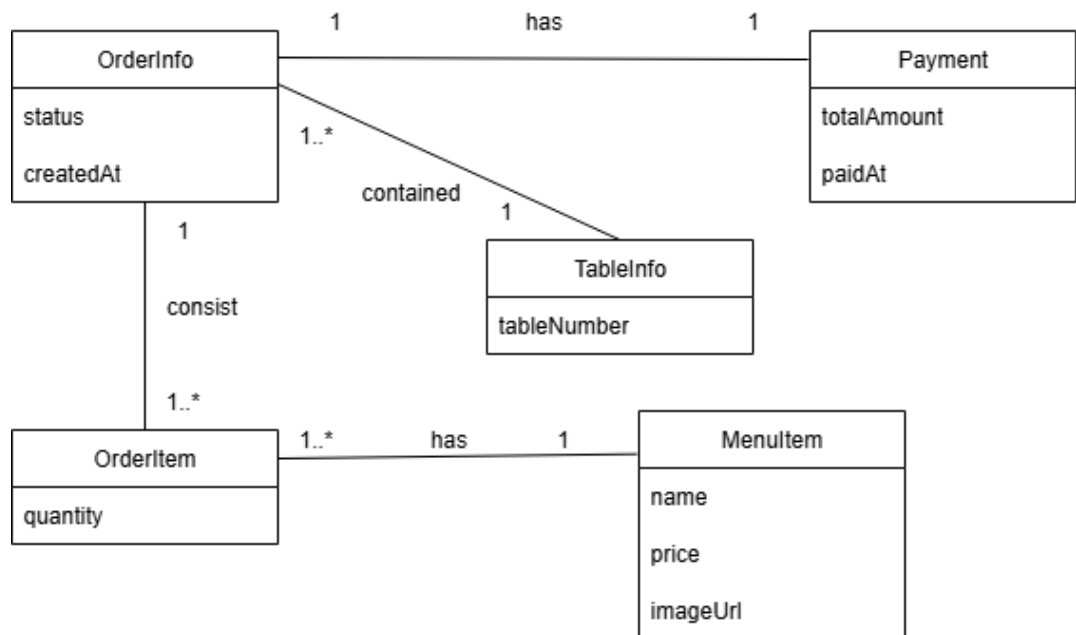 1 has 1
OrderInfo
status
createdAt
Payment
totalAmount
paidAt
1..*
contained
1
TableInfo
tableNumber
1
consist
1..*
OrderItem
quantity
1..* has 1
MenuItem
name
price
imageUrl